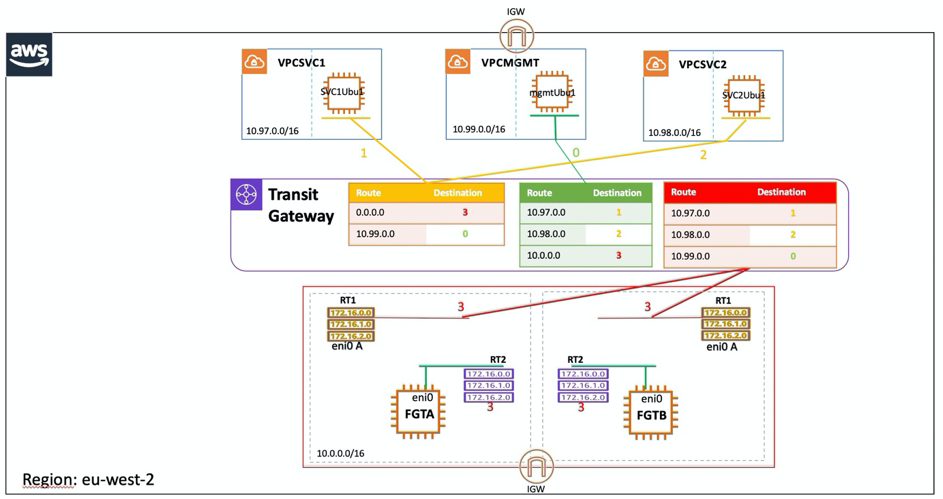 IGW
aws
VPCSVC1
SVC1Ubu1
10.97.0.0/16
VPCMGMT
mgmtUbu1
10.99.0.0/16
VPCSVC2
SVC2Ubu1
10.98.0.0/16
1
0
2
Transit
Gateway
Route Destination
0.0.0.0 3
10.99.0.0 0
Route Destination
10.97.0.0 1
10.98.0.0 2
10.0.0.0 3
Route Destination
10.97.0.0 1
10.98.0.0 2
10.99.0.0 0
RT1
172.16.0.0
172.16.1.0
172.16.2.0
eni0 A
3
3
RT1
172.16.0.0
172.16.1.0
172.16.2.0
eni0 A
RT2
172.16.0.0
172.16.1.0
172.16.2.0
3
eni0
FGTA
RT2
172.16.0.0
172.16.1.0
172.16.2.0
3
eni0
FGTB
10.0.0.0/16
IGW
Region: eu-west-2